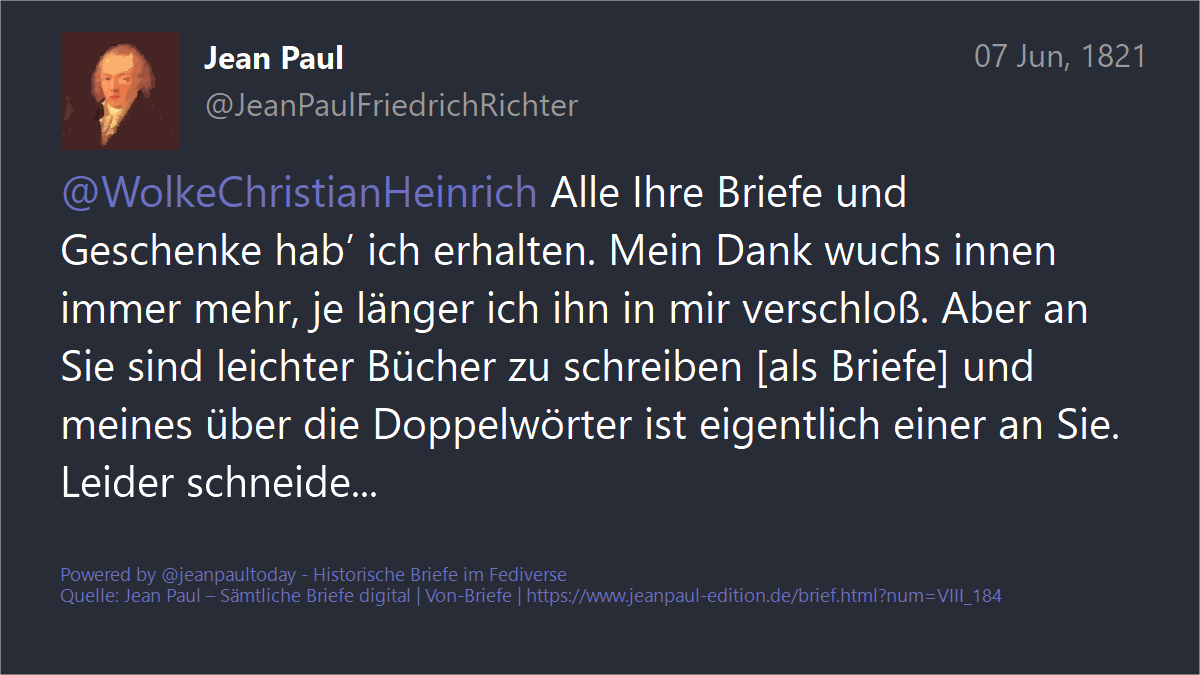 Jean Paul
07 Jun, 1821
@JeanPaulFriedrichRichter
@WolkeChristianHeinrich Alle Ihre Briefe und
Geschenke hab’ ich erhalten. Mein Dank wuchs innen
immer mehr, je länger ich ihn in mir verschloß. Aber an
Sie sind leichter Bücher zu schreiben [als Briefe] und
meines über die Doppelwörter ist eigentlich einer an Sie.
Leider schneide...
Powered by @jeanpaultoday - Historische Briefe im Fediverse
Quelle: Jean Paul – Sämtliche Briefe digital | Von-Briefe | https://www.jeanpaul-edition.de/brief.html?num=VIII_184